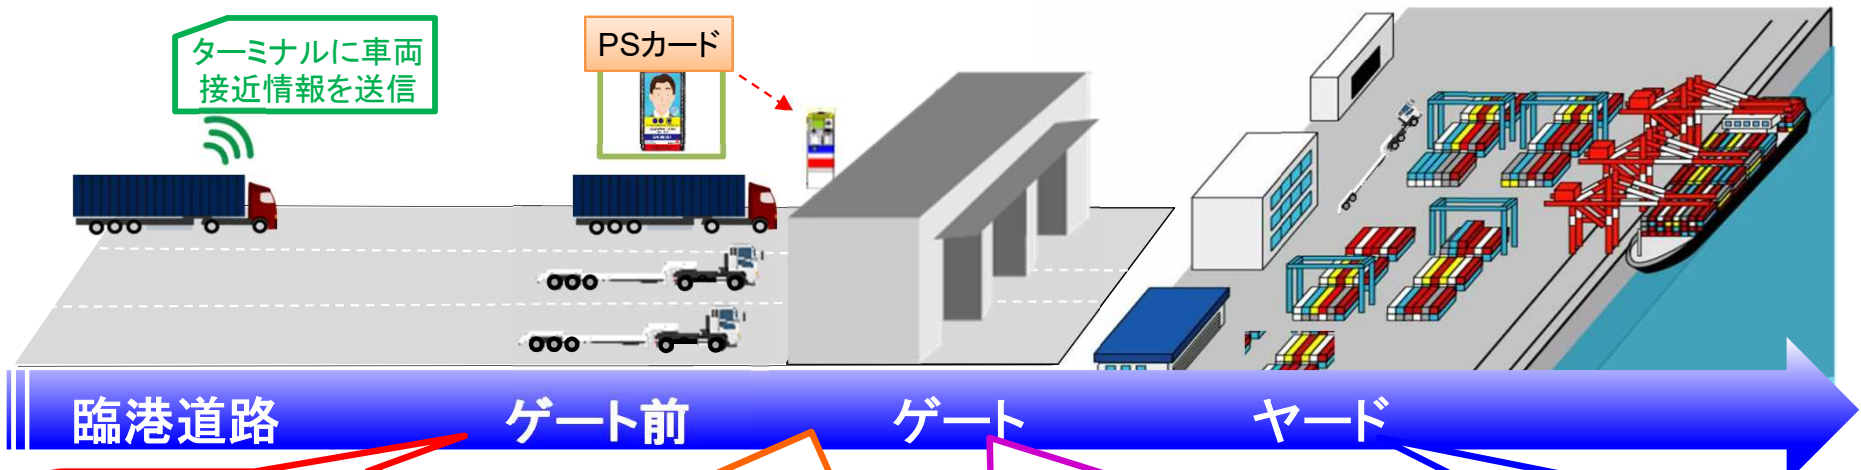 ターミナルに車両
接近情報を送信
PSカード
臨港道路
ゲート前
ゲート
ヤード